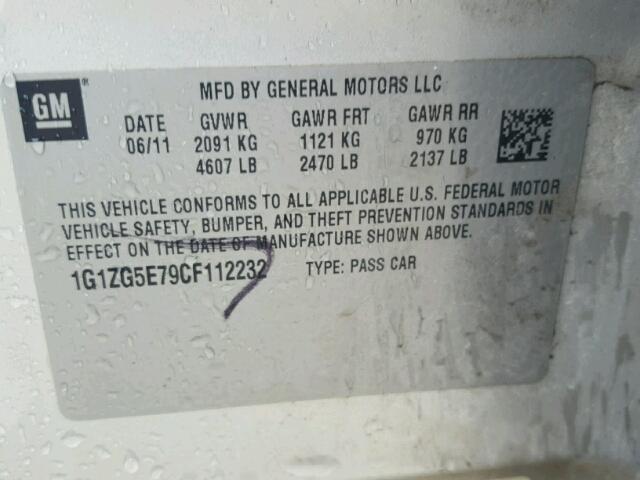 GM
MFD BY GENERAL MOTORS LLC
DATE GVWR GAWR FRT GAWR RR
06/11 2091 KG 1121 KG 970 KG
4607 LB 2470 LB 2137 LB
THIS VEHICLE CONFORMS TO ALL APPLICABLE U.S. FEDERAL MOTOR
VEHICLE SAFETY, BUMPER, AND THEFT PREVENTION STANDARDS IN
EFFECT ON THE DATE OF MANUFACTURE SHOWN ABOVE.
1G1ZG5E79CF112232 TYPE: PASS CAR